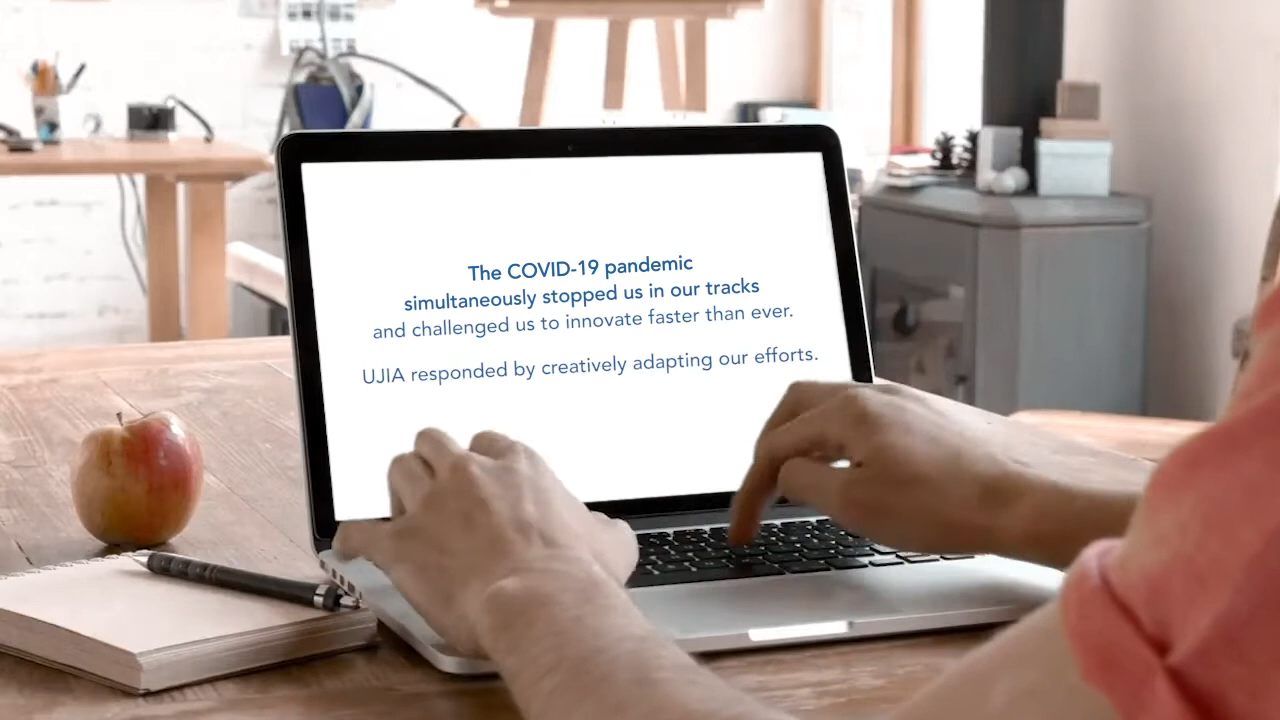 The COVID-19 pandemic
simultaneously stopped us in our tracks
and challenged us to innovate faster than ever.
UJIA responded by creatively adapting our efforts.